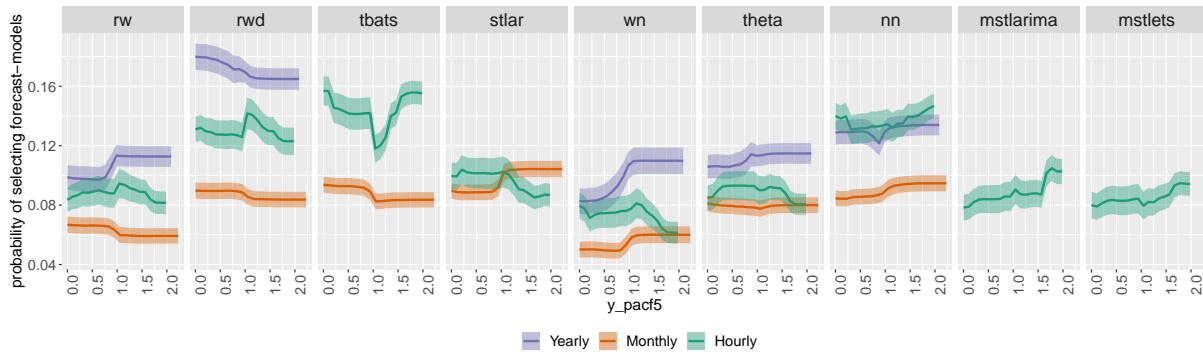 rw rwd tbats stlar wn theta nn mstlarima mstlets
probability of selecting forecast−models
0.16
0.12
0.08
0.04
0.0 0.5 1.0 1.5 2.0 0.0 0.5 1.0 1.5 2.0 0.0 0.5 1.0 1.5 2.0 0.0 0.5 1.0 1.5 2.0 0.0 0.5 1.0 1.5 2.0 0.0 0.5 1.0 1.5 2.0 0.0 0.5 1.0 1.5 2.0 0.0 0.5 1.0 1.5 2.0 0.0 0.5 1.0 1.5 2.0
y_pacf5
Yearly Monthly Hourly